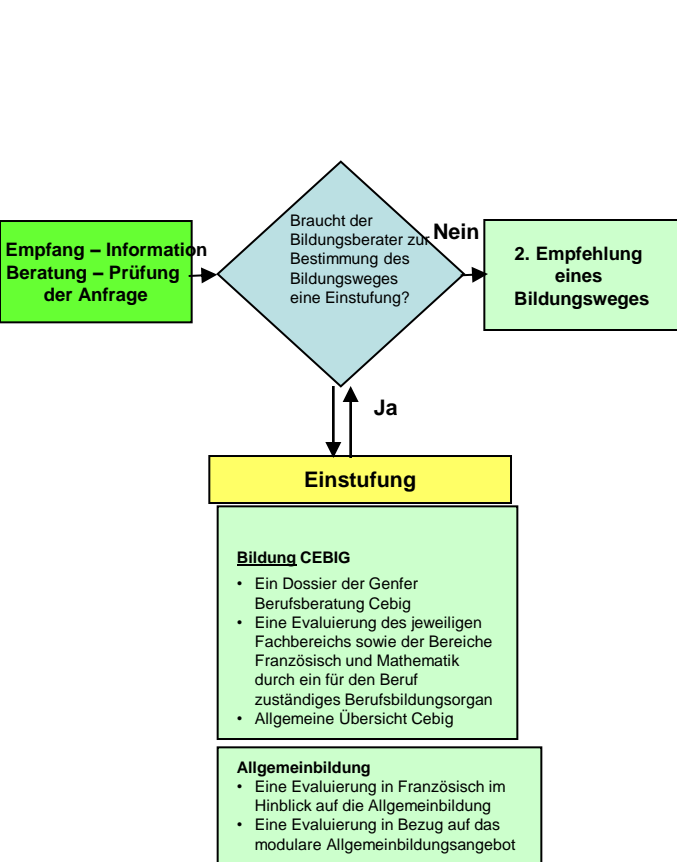 Empfang – Information
Beratung – Prüfung
der Anfrage
Braucht der
Bildungsberater zur
Bestimmung des
Bildungsweges
eine Einstufung?
Nein
2. Empfehlung
eines
Bildungsweges
Ja
Einstufung
Bildung CEBIG
• Ein Dossier der Genfer
Berufsberatung Cebig
• Eine Evaluierung des jeweiligen
Fachbereichs sowie der Bereiche
Französisch und Mathematik
durch ein für den Beruf
zuständiges Berufsbildungsorgan
• Allgemeine Übersicht Cebig
Allgemeinbildung
• Eine Evaluierung in Französisch im
Hinblick auf die Allgemeinbildung
• Eine Evaluierung in Bezug auf das
modulare Allgemeinbildungsangebot